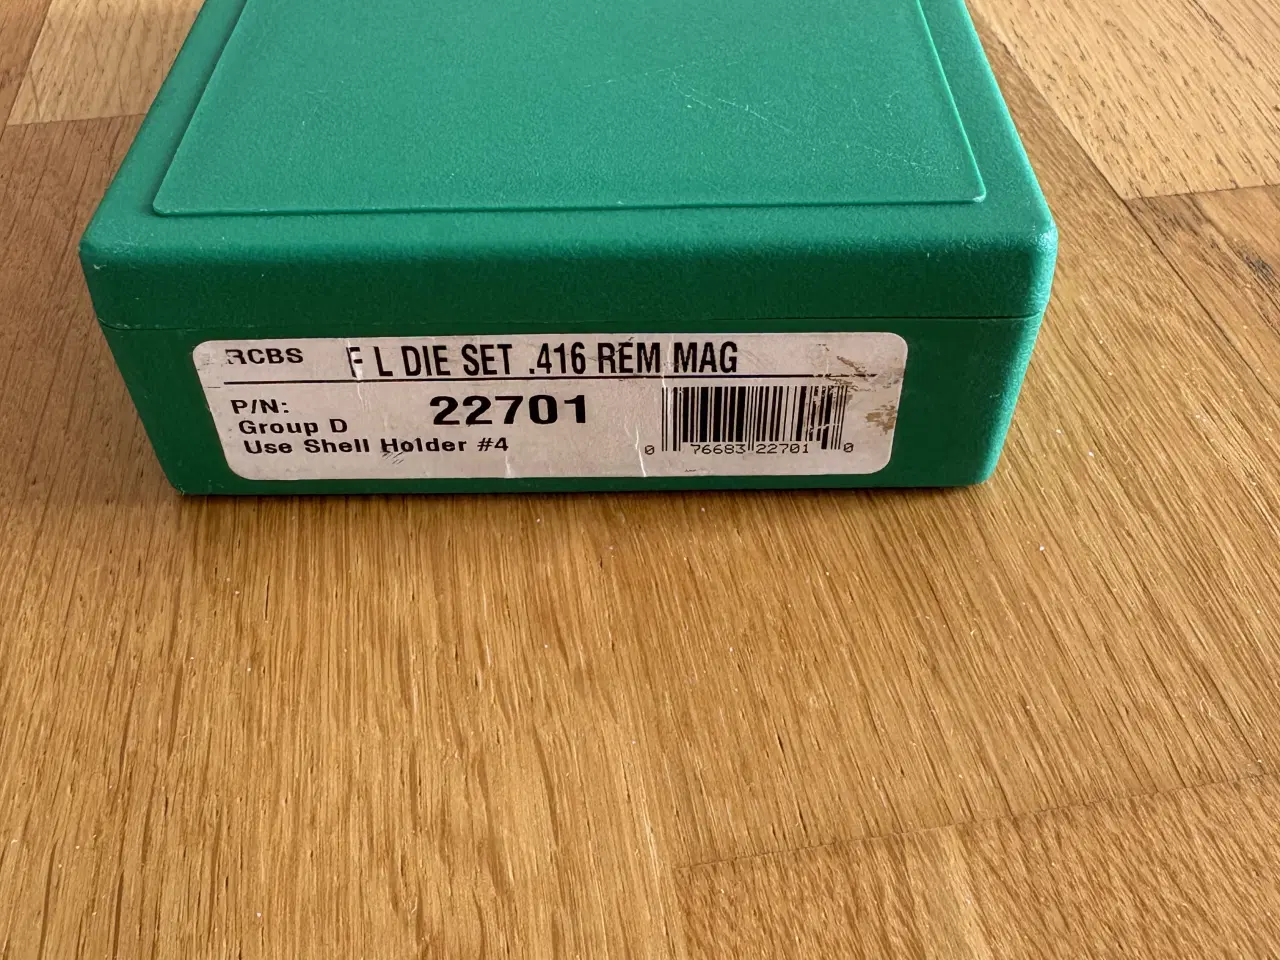 RCBS F L DIE SET .416 REM MAG
P/N: 22701
Group D
Use Shell Holder #4
0 76683 22701 0